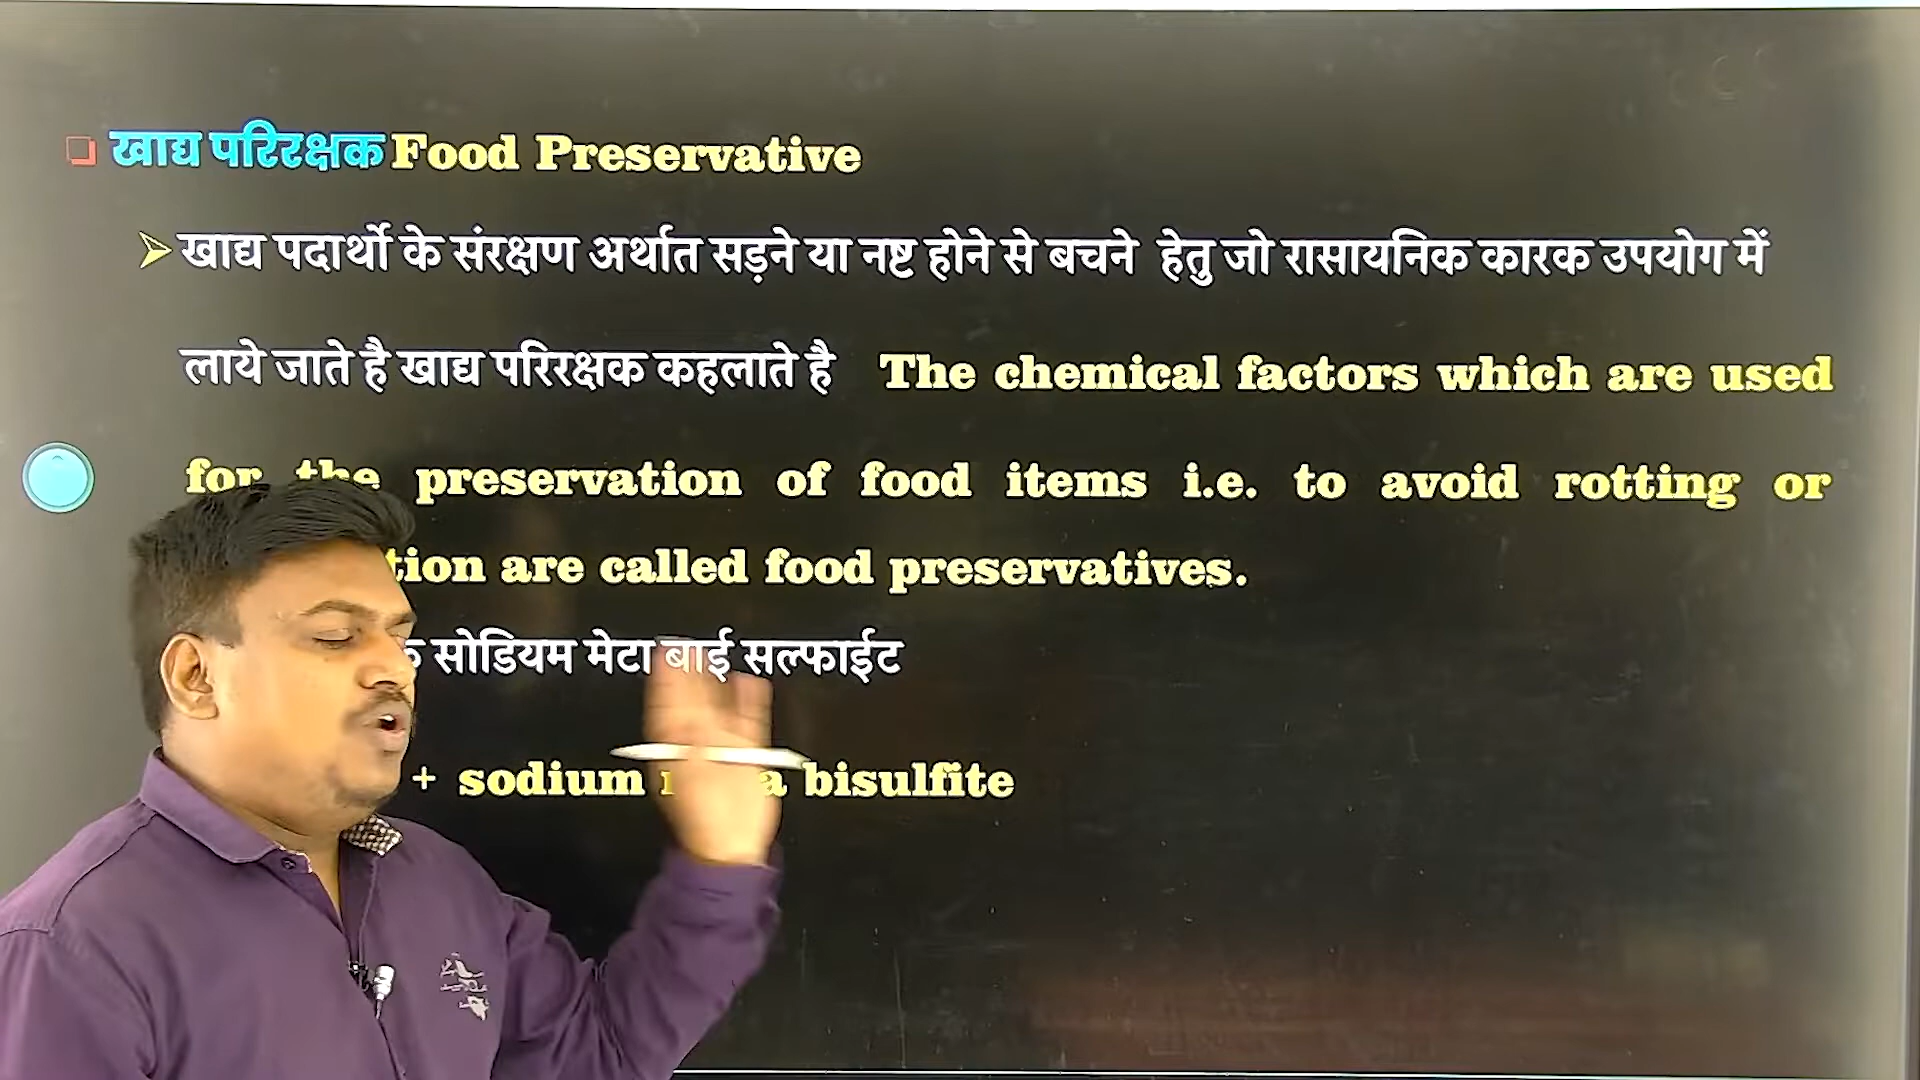 खाद्य परिरक्षक Food Preservative
खाद्य पदार्थो के संरक्षण अर्थात सड़ने या नष्ट होने से बचने हेतु जो रासायनिक कारक उपयोग में
लाये जाते है खाद्य परिरक्षक कहलाते है The chemical factors which are used
for the preservation of food items i.e. to avoid rotting or
are called food preservatives.
सोडियम मेटा बाई सल्फाईट
+ sodium bisulfite